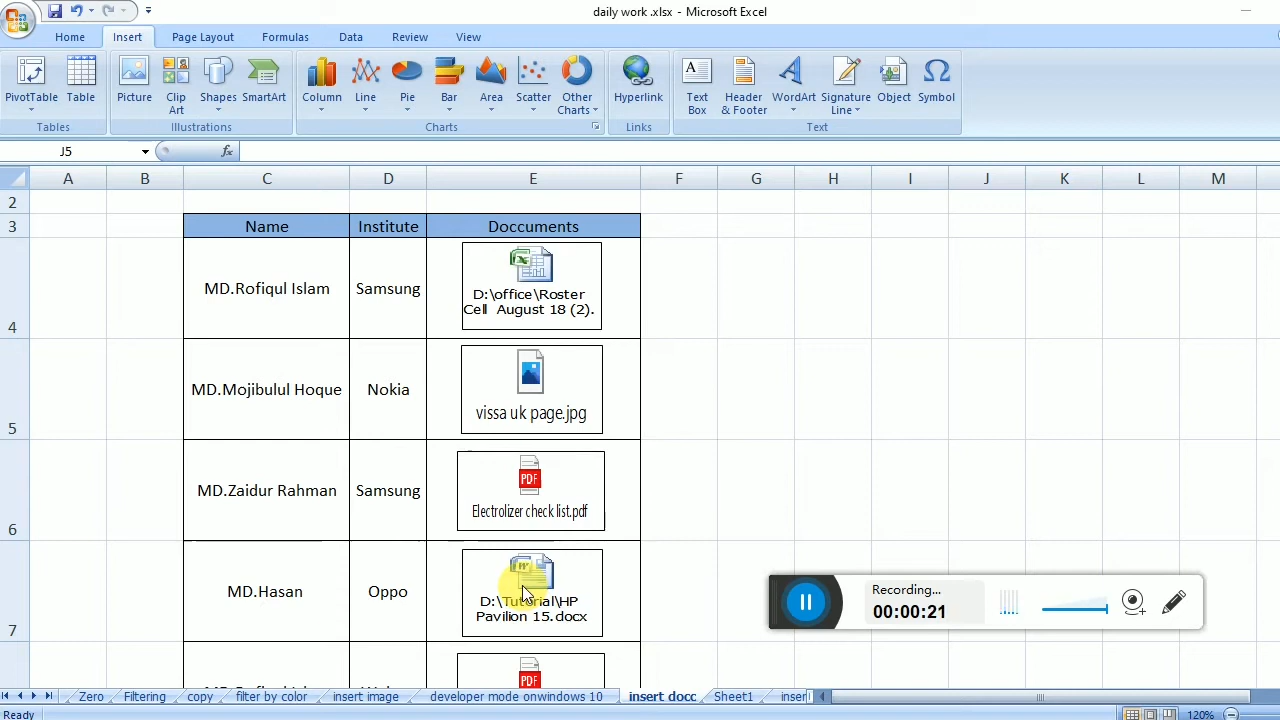 daily work .xlsx - Microsoft Excel
Home Insert Page Layout Formulas Data Review View
PivotTable Table Picture Clip Art Shapes SmartArt Column Line Pie Bar Area Scatter Other Charts Hyperlink Text Box Header & Footer WordArt Signature Line Object Symbol
Tables Illustrations Charts Links Text
J5 fx
A B C D E F G H I J K L M
2
3 Name Institute Doccuments
4 MD.Rofiqul Islam Samsung D:\office\Roster
Cell August 18 (2).
5 MD.Mojibulul Hoque Nokia vissa uk page.jpg
6 MD.Zaidur Rahman Samsung PDF
Electrolizer check list.pdf
7 MD.Hasan Oppo D:\Tutorial\HP
Pavilion 15.docx
PDF
Recording...
00:00:21
Zero Filtering copy filter by color insert image developer mode onwindows 10 insert docc Sheet1 inser
Ready 120%